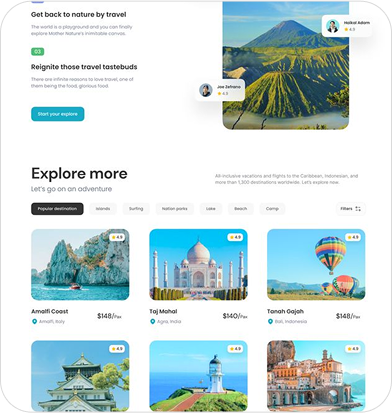 Get back to nature by travel
The world is a playground and you can finally
explore Mother Nature's inimitable canvas.
Haikal Adam
4.9
03
Reignite those travel tastebuds
There are infinite reasons to love travel, one of
them being the food, glorious food.
Joe Zefrano
4.9
Start your explore
Explore more
Let's go on an adventure
All-inclusive vacations and flights to the Caribbean, Indonesian, and
more than 1,300 destinations worldwide. Let's explore now.
Popular destination
Islands
Surfing
Nation parks
Lake
Beach
Camp
Filters
4.9
4.9
4.9
Amalfi Coast
$148/Pax
Amalfi, Italy
Taj Mahal
$140/Pax
Agra, India
Tanah Gajah
$148/Pax
Bali, Indonesia
4.9
4.9
4.9